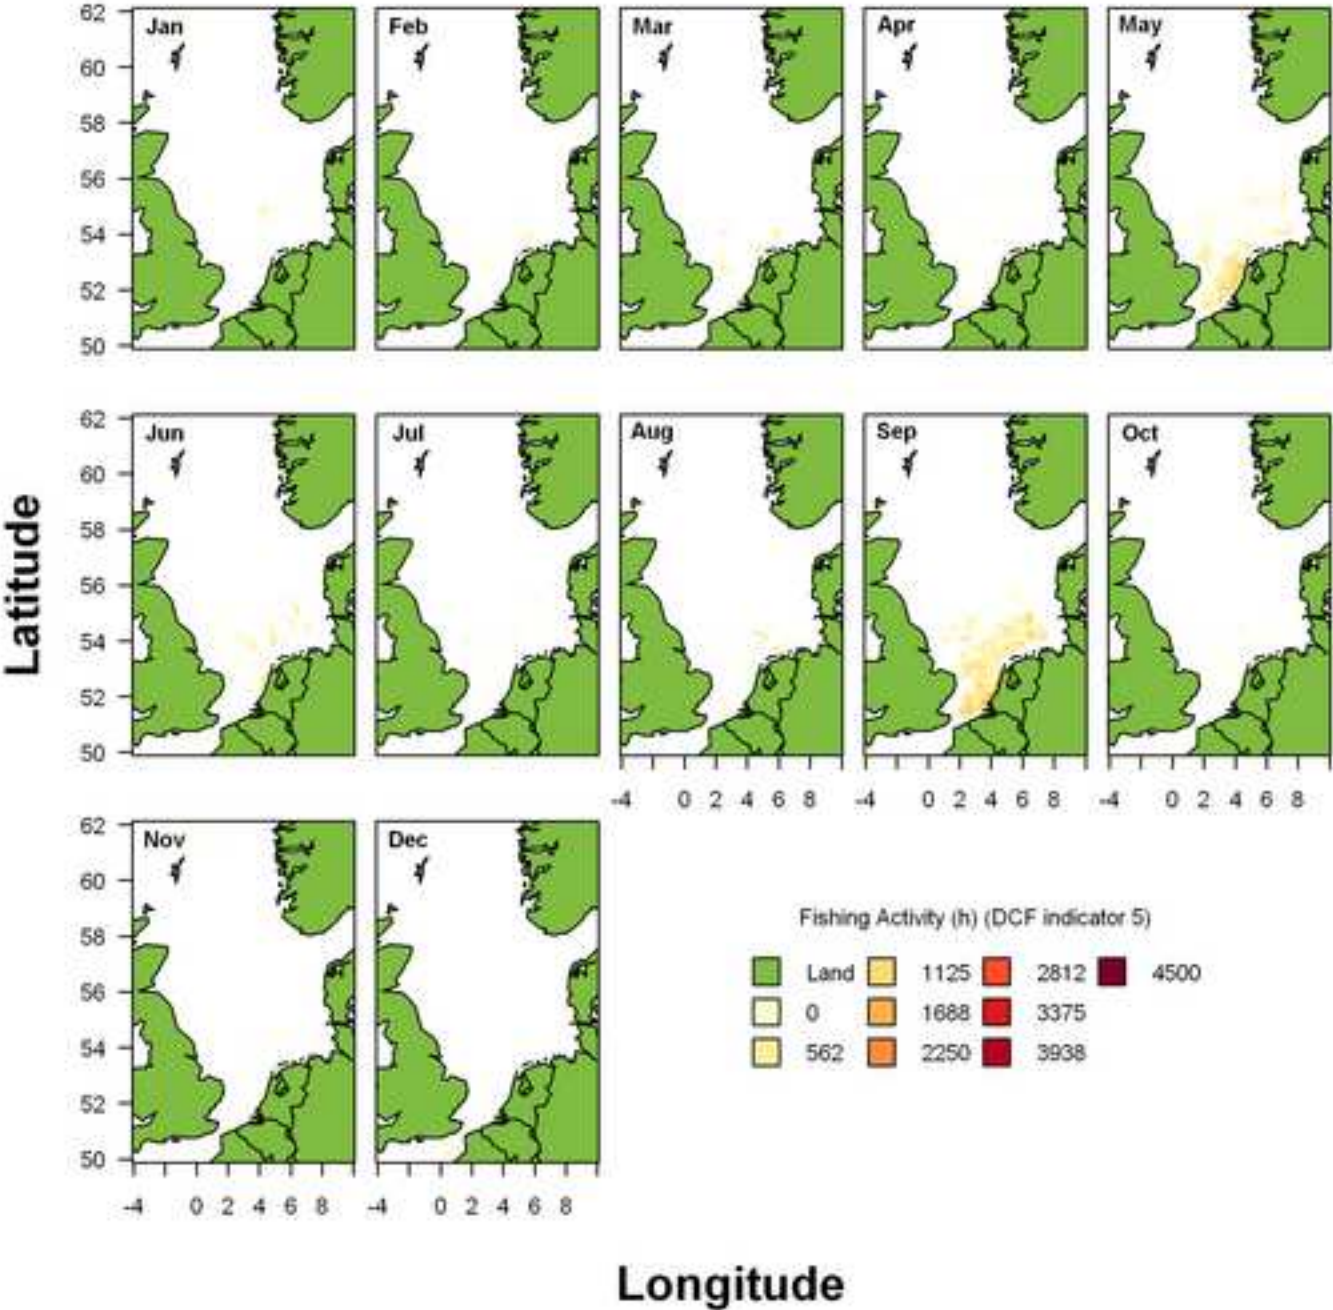 Jan Feb Mar Apr May
62
60
58
56
54
52
50
Jun Jul Aug Sep Oct
62
60
58
56
54
52
50
-4 0 2 4 6 8 -4 0 2 4 6 8 -4 0 2 4 6 8
Nov Dec
62
60
58
56
54
52
50
-4 0 2 4 6 8 -4 0 2 4 6 8
Latitude
Longitude
Fishing Activity (h) (DCF indicator 5)
Land 1125 2812 4500
0 1688 3375
562 2250 3938